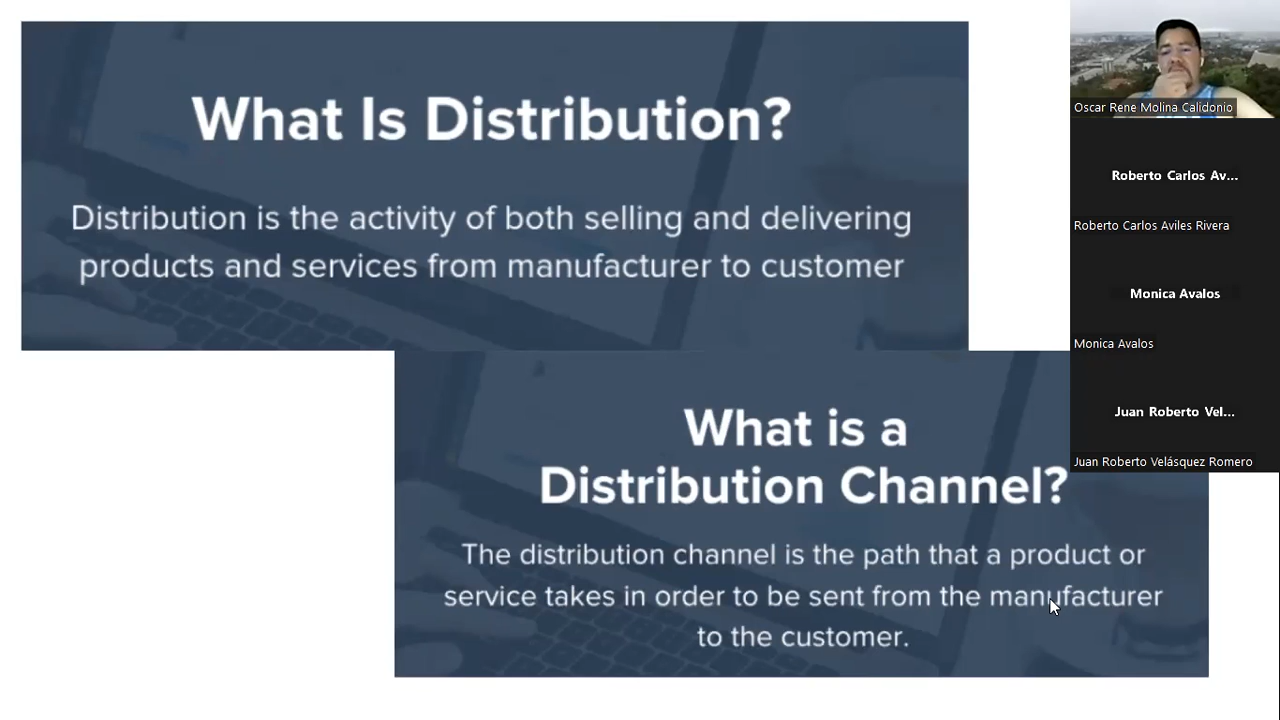 What Is Distribution?
Distribution is the activity of both selling and delivering
products and services from manufacturer to customer
What is a
Distribution Channel?
The distribution channel is the path that a product or
service takes in order to be sent from the manufacturer
to the customer.
Oscar Rene Molina Calidonio
Roberto Carlos Av...
Roberto Carlos Aviles Rivera
Monica Avalos
Monica Avalos
Juan Roberto Vel...
Juan Roberto Velásquez Romero